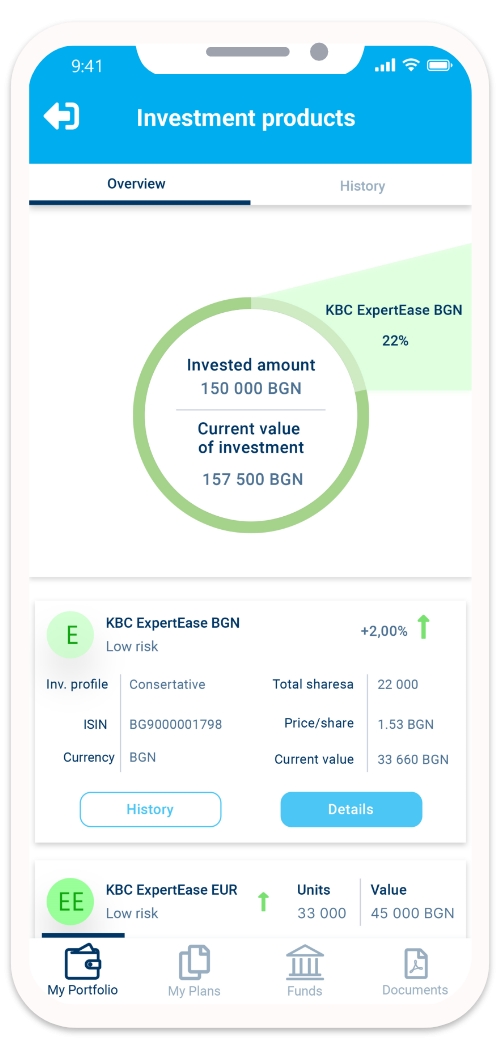 9:41
Investment products
Overview
History
KBC ExpertEase BGN
22%
Invested amount
150 000 BGN
Current value
of investment
157 500 BGN
E
KBC ExpertEase BGN
Low risk
+2,00%
Inv. profile
Consertative
Total sharesa
22 000
ISIN
BG9000001798
Price/share
1.53 BGN
Currency
BGN
Current value
33 660 BGN
History
Details
EE
KBC ExpertEase EUR
Low risk
Units
33 000
Value
45 000 BGN
My Portfolio
My Plans
Funds
Documents